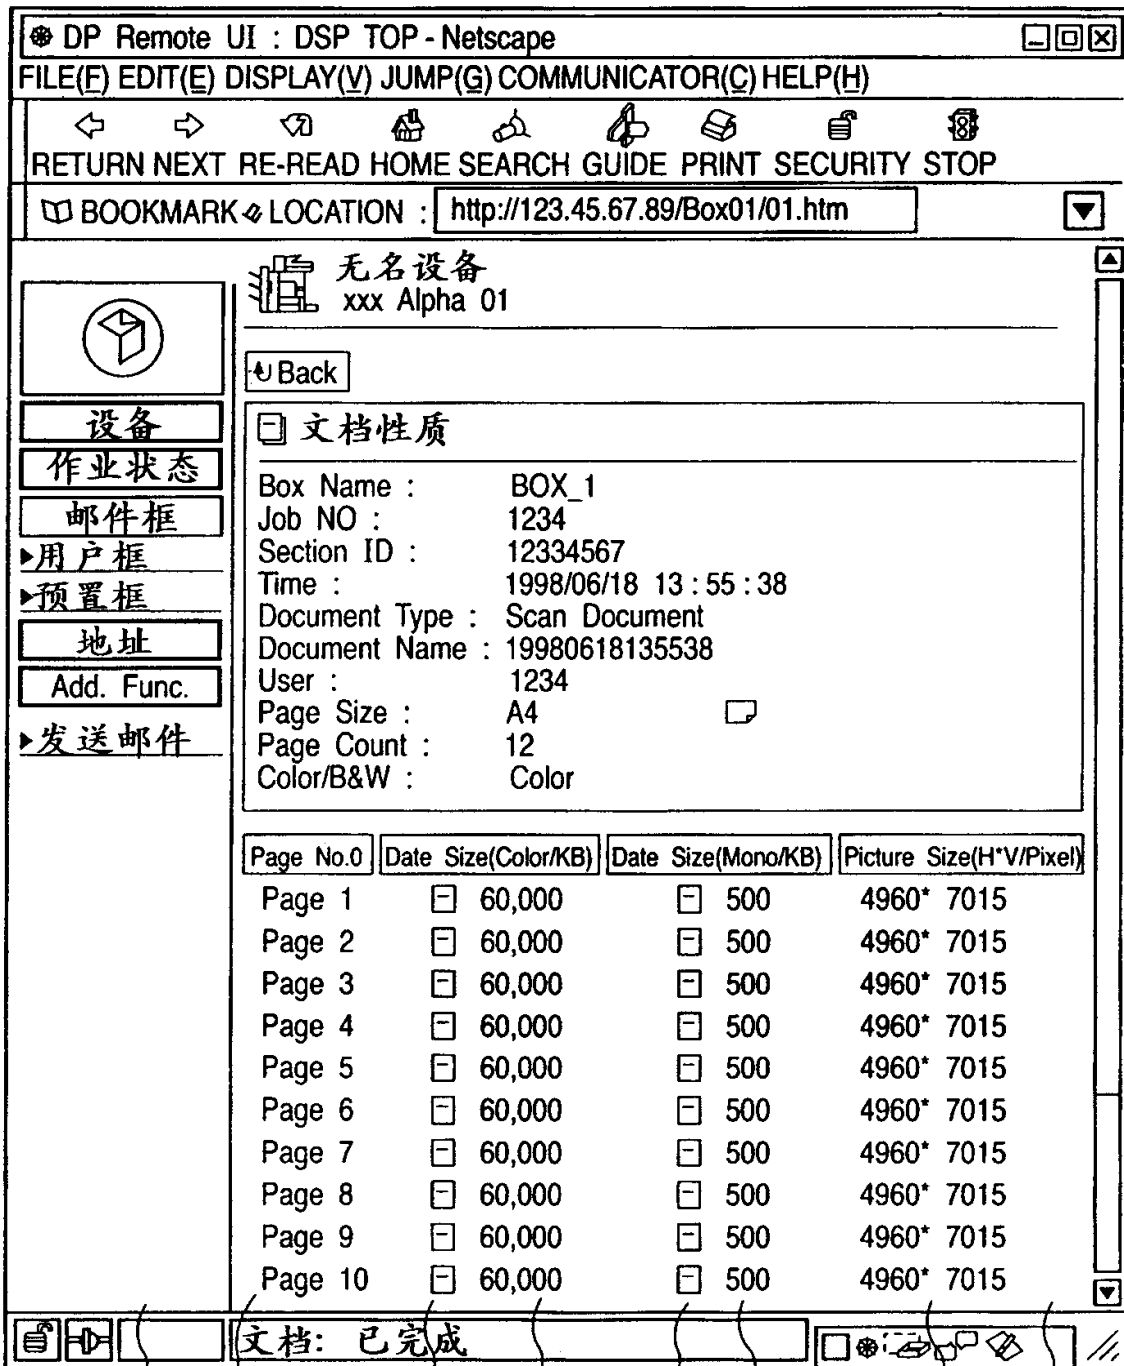 DP Remote UI : DSP TOP - Netscape
FILE(F) EDIT(E) DISPLAY(V) JUMP(G) COMMUNICATOR(C) HELP(H)
RETURN NEXT RE-READ HOME SEARCH GUIDE PRINT SECURITY STOP
BOOKMARK LOCATION : http://123.45.67.89/Box01/01.htm
无名设备
xxx Alpha 01
Back
设备
作业状态
邮件框
用户框
预置框
地址
Add. Func.
发送邮件
文档性质
Box Name : BOX_1
Job NO : 1234
Section ID : 12334567
Time : 1998/06/18 13:55:38
Document Type : Scan Document
Document Name : 19980618135538
User : 1234
Page Size : A4
Page Count : 12
Color/B&W : Color
Page No.0 Date Size(Color/KB) Date Size(Mono/KB) Picture Size(H*V/Pixel)
Page 1 60,000 500 4960* 7015
Page 2 60,000 500 4960* 7015
Page 3 60,000 500 4960* 7015
Page 4 60,000 500 4960* 7015
Page 5 60,000 500 4960* 7015
Page 6 60,000 500 4960* 7015
Page 7 60,000 500 4960* 7015
Page 8 60,000 500 4960* 7015
Page 9 60,000 500 4960* 7015
Page 10 60,000 500 4960* 7015
文档: 已完成